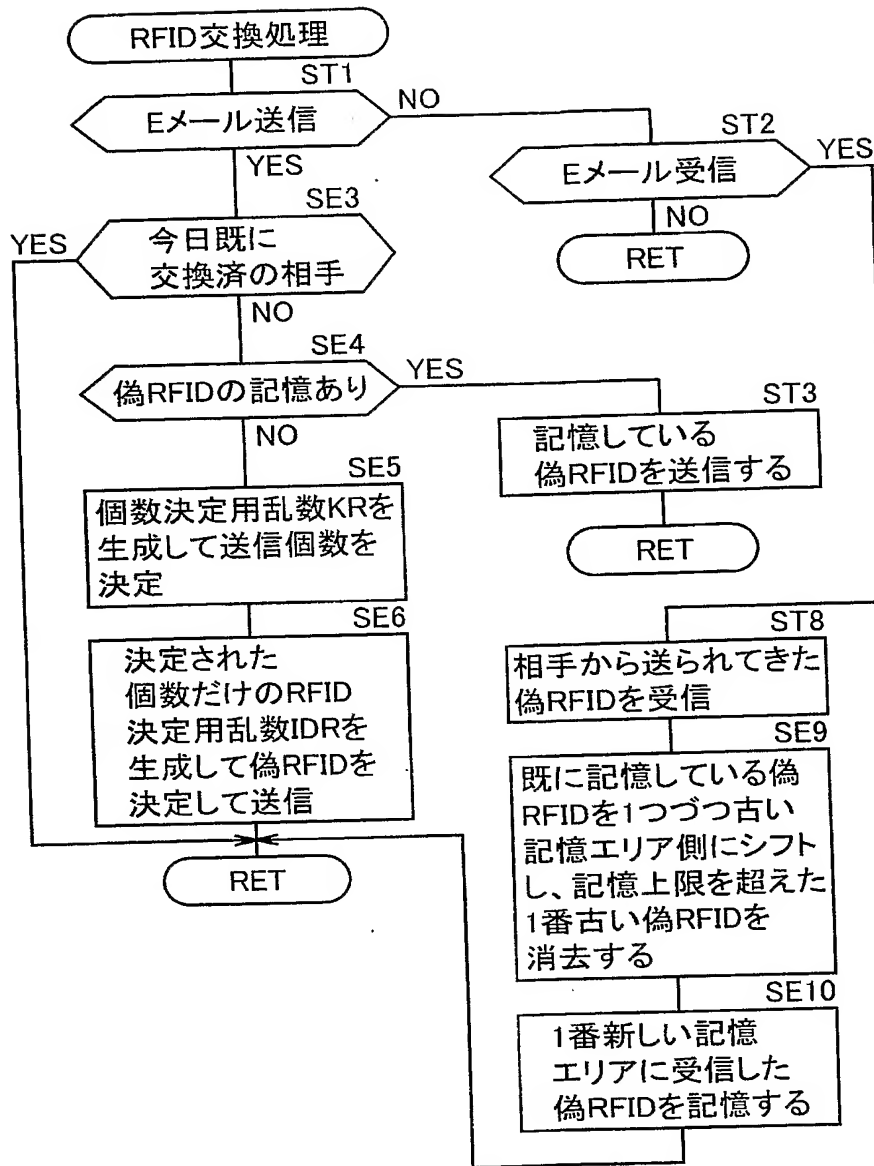 RFID交換処理
ST1
Eメール送信
NO
ST2
YES
Eメール受信
YES
NO
RET
SE3
YES
今日既に
交換済の相手
NO
SE4
偽RFIDの記憶あり
YES
NO
ST3
記憶している
偽RFIDを送信する
RET
SE5
個数決定用乱数KRを
生成して送信個数を
決定
SE6
決定された
個数だけのRFID
決定用乱数IDRを
生成して偽RFIDを
決定して送信
RET
ST8
相手から送られてきた
偽RFIDを受信
SE9
既に記憶している偽
RFIDを1つづつ古い
記憶エリア側にシフト
し、記憶上限を超えた
1番古い偽RFIDを
消去する
SE10
1番新しい記憶
エリアに受信した
偽RFIDを記憶する